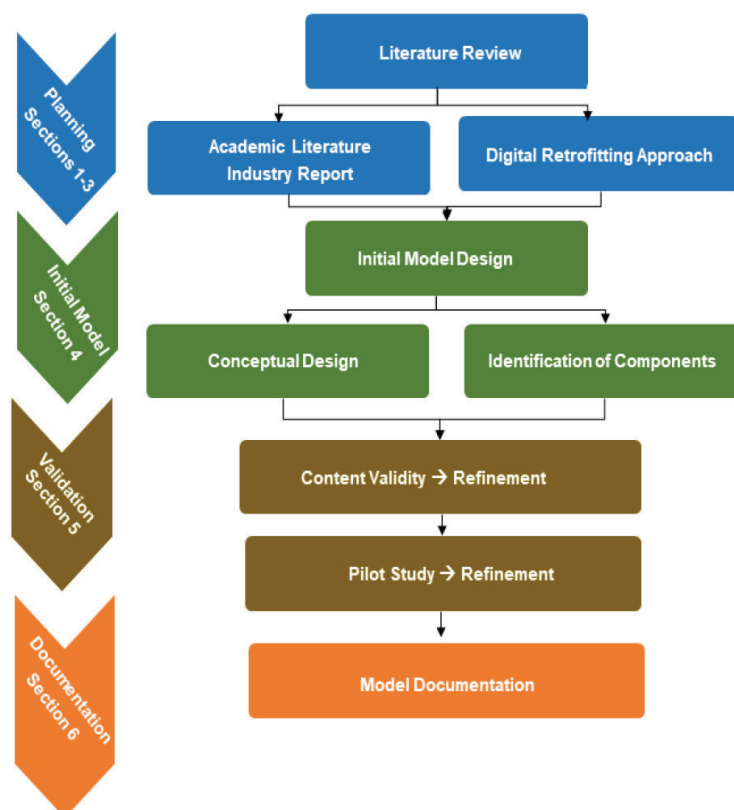 Planning
Sections 1-3
Literature Review
Academic Literature
Industry Report
Digital Retrofitting Approach
Initial Model
Section 4
Initial Model Design
Conceptual Design
Identification of Components
Validation
Section 5
Content Validity → Refinement
Pilot Study → Refinement
Documentation
Section 6
Model Documentation